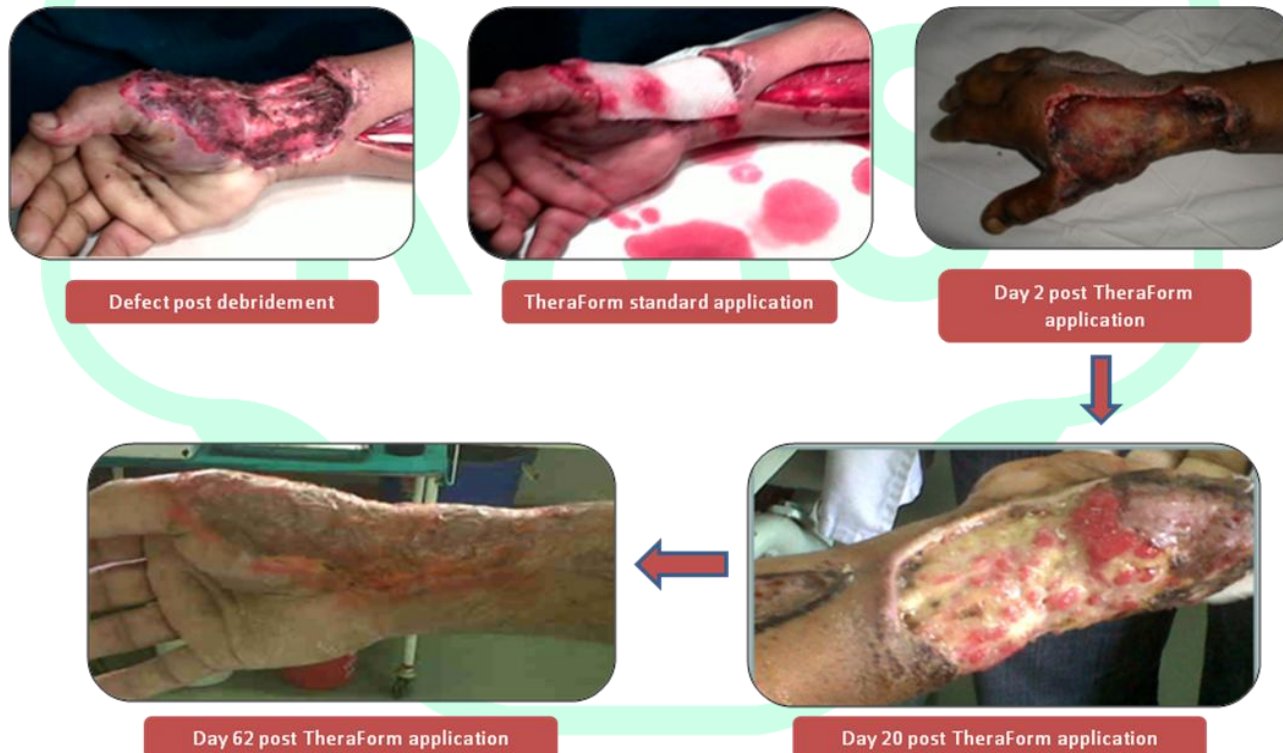 Defect post debridement
TheraForm standard application
Day 2 post TheraForm
application
Day 62 post TheraForm application
Day 20 post TheraForm application